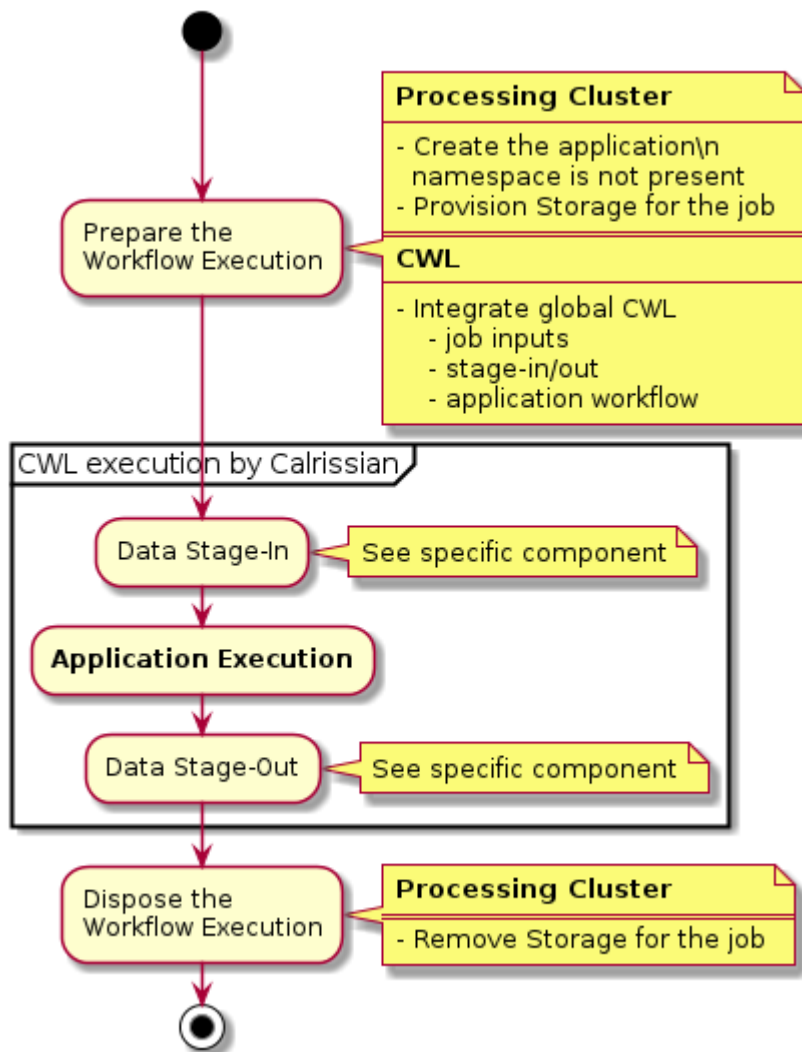 Processing Cluster
- Create the application\n
namespace is not present
- Provision Storage for the job
Prepare the
Workflow Execution
CWL
- Integrate global CWL
- job inputs
- stage-in/out
- application workflow
CWL execution by Calrissian
Data Stage-In
See specific component
Application Execution
Data Stage-Out
See specific component
Dispose the
Workflow Execution
Processing Cluster
- Remove Storage for the job